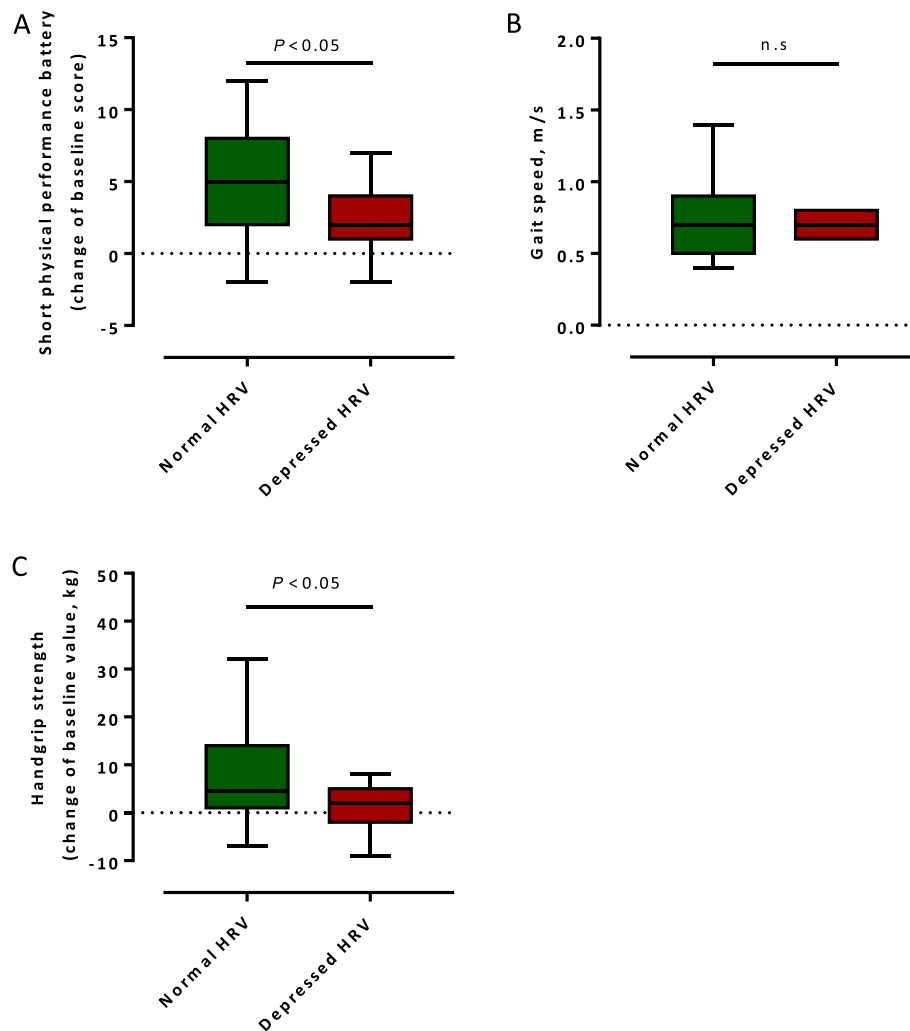 A
Short physical performance battery
(change of baseline score)
15
10
5
0
-5
P<0.05
Normal HRV
Depressed HRV
B
Gait speed, m/s
2.0
1.5
1.0
0.5
0.0
n.s
Normal HRV
Depressed HRV
C
Handgrip strength
(change of baseline value, kg)
50
40
30
20
10
0
-10
P<0.05
Normal HRV
Depressed HRV